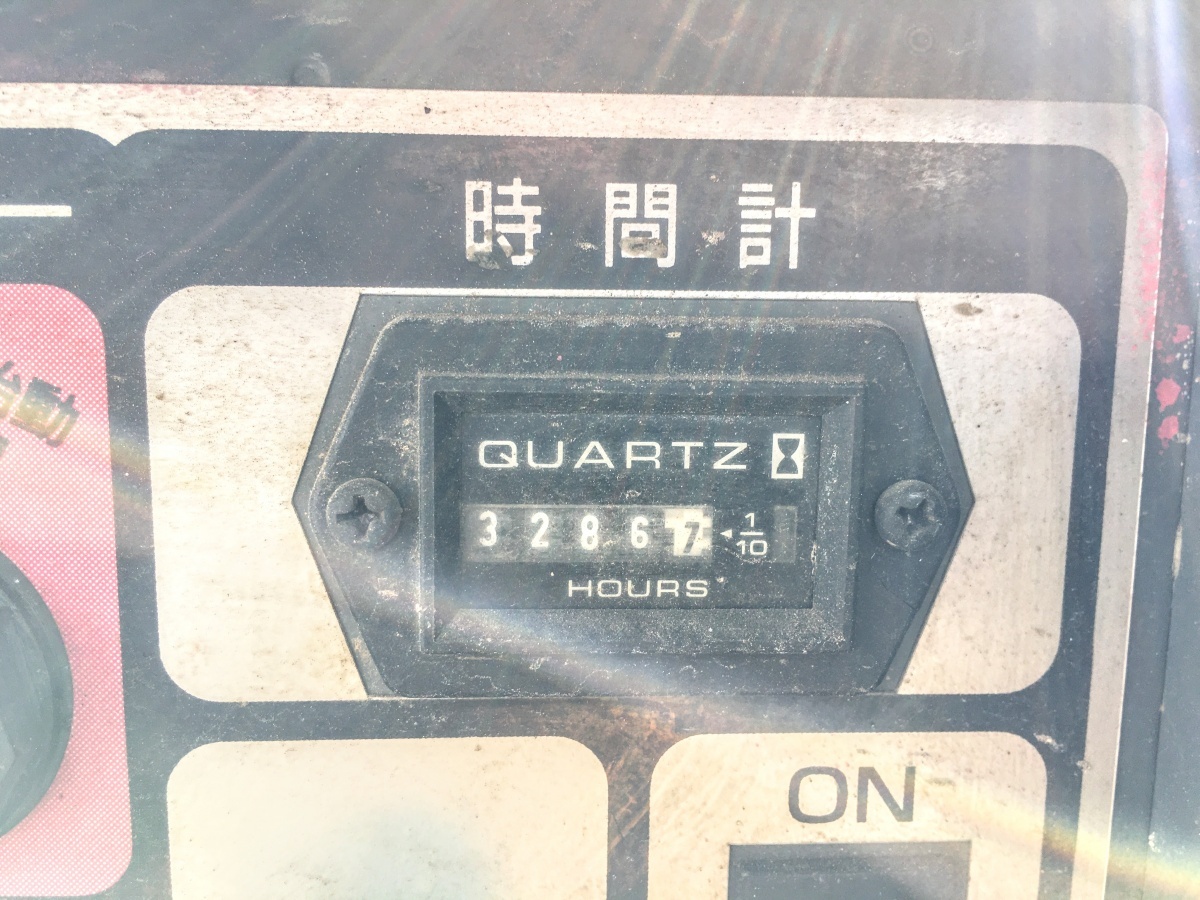 時間計
QUARTZ
32867 ◂ 1/10
HOURS
ON